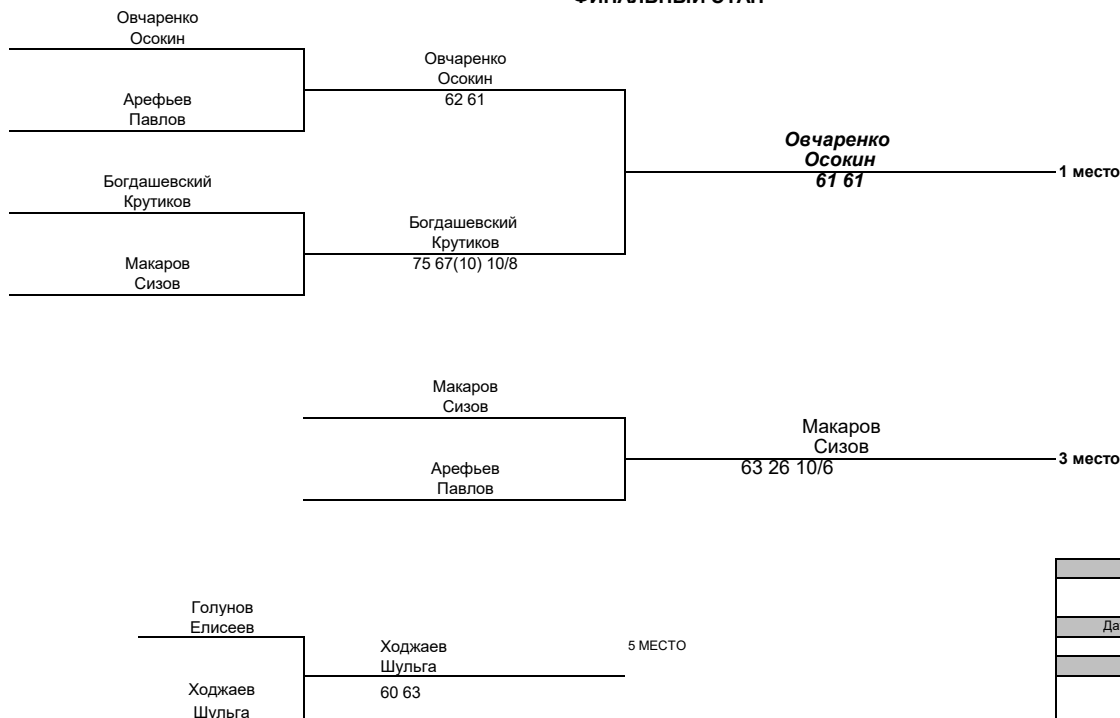 Овчаренко
Осокин
Арефьев
Павлов
Богдашевский
Крутиков
Макаров
Сизов
Овчаренко
Осокин
62 61
Богдашевский
Крутиков
75 67(10) 10/8
Овчаренко
Осокин
61 61
1 место
Макаров
Сизов
Арефьев
Павлов
Макаров
Сизов
63 26 10/6
3 место
Голунов
Елисеев
Ходжаев
Шульга
Ходжаев
Шульга
60 63
5 МЕСТО